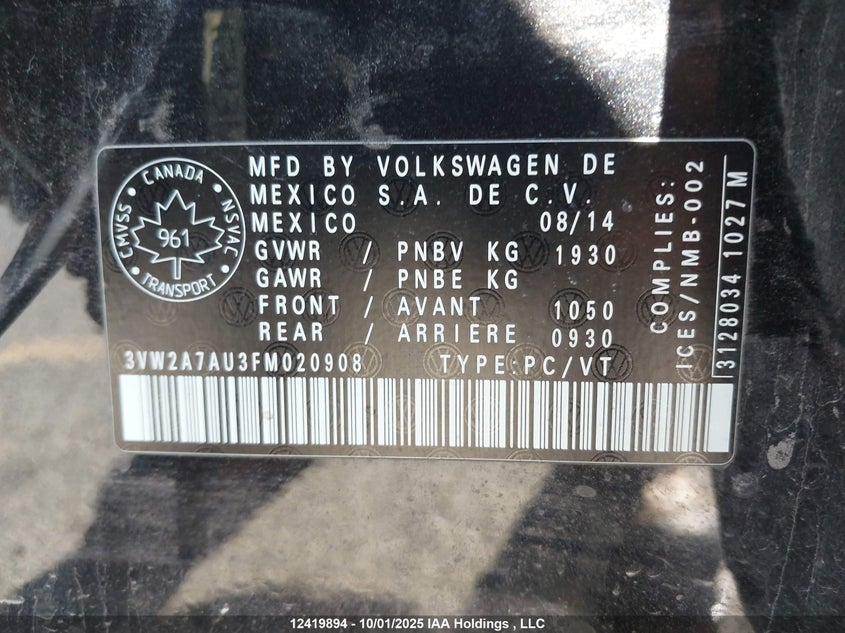 CANADA
CMVSS
NSVAC
961
TRANSPORT
MFD BY VOLKSWAGEN DE
MEXICO S.A. DE C.V.
MEXICO 08/14
GVWR / PNBV KG 1930
GAWR / PNBE KG
FRONT / AVANT 1050
REAR / ARRIERE 0930
3VW2A7AU3FM020908 TYPE:PC/VT
COMPLIES:
ICES/NMB-002
3128034 1027 M
12419894 - 10/01/2025 IAA Holdings , LLC